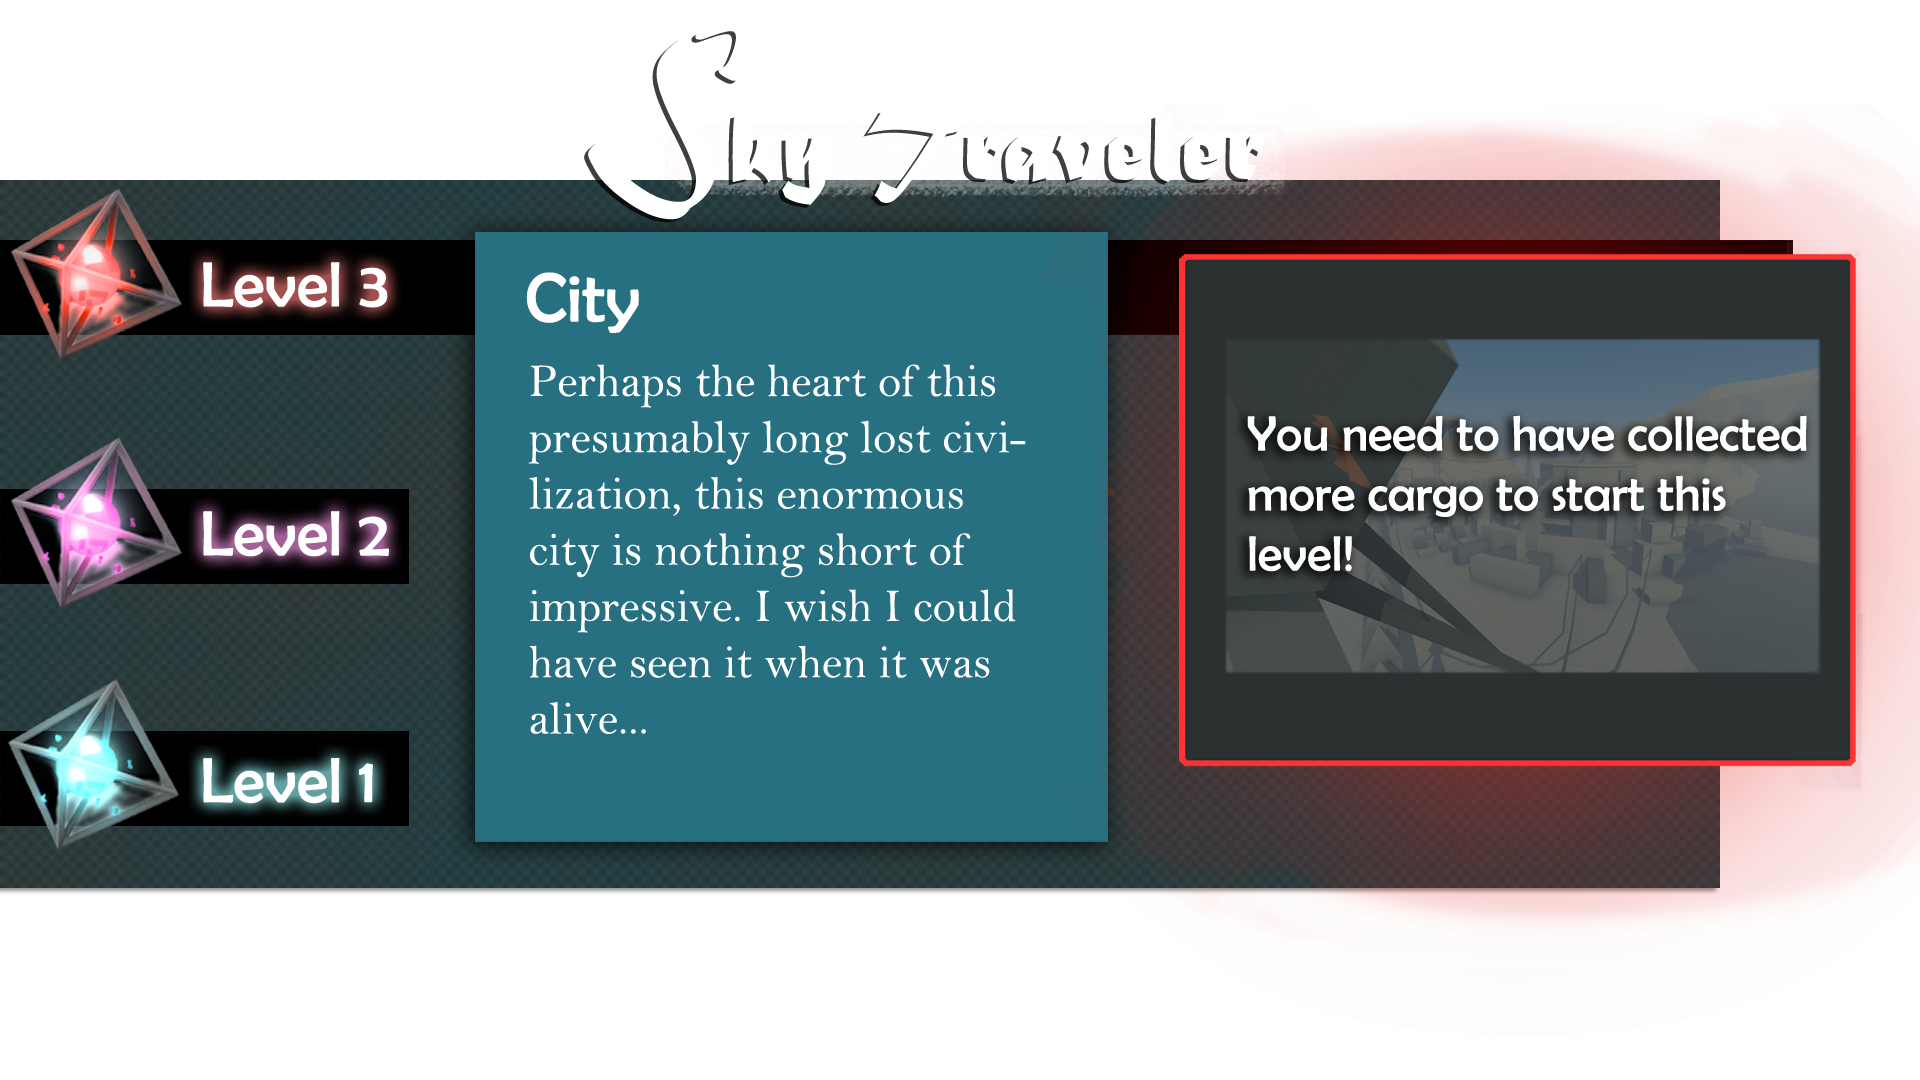 Sky Traveler
Level 3
Level 2
Level 1
City
Perhaps the heart of this
presumably long lost civi-
lization, this enormous
city is nothing short of
impressive. I wish I could
have seen it when it was
alive...
You need to have collected
more cargo to start this
level!